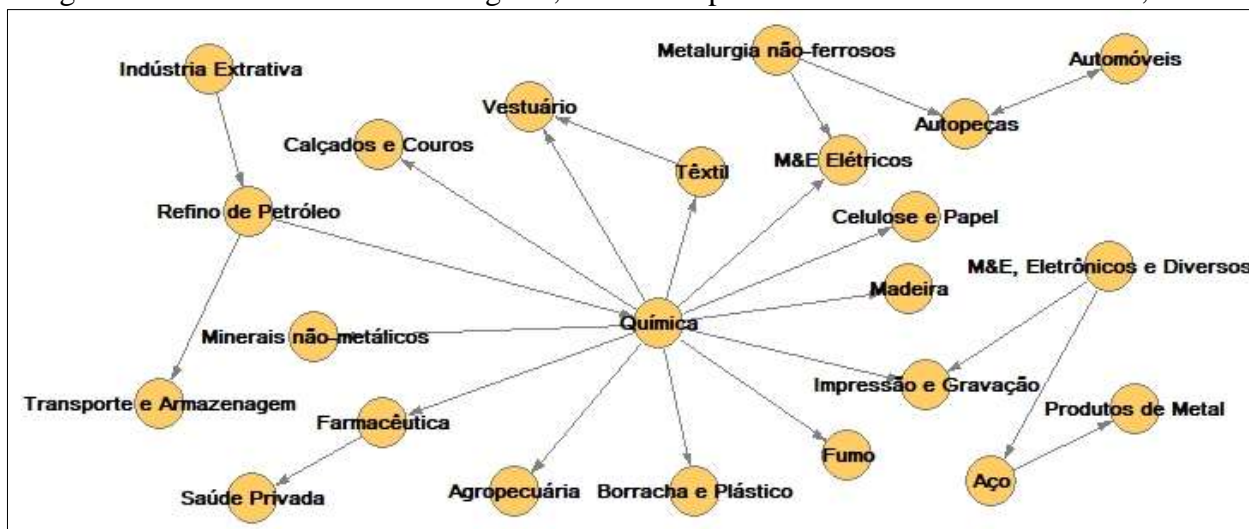 Metalurgia não-ferrosos
Automóveis
Indústria Extrativa
Vestuário
Autopeças
Calçados e Couros
M&E Elétricos
Têxtil
Refino de Petróleo
Celulose e Papel
M&E, Eletrônicos e Diversos
Madeira
Química
Minerais não-metálicos
Impressão e Gravação
Transporte e Armazenagem
Produtos de Metal
Farmacêutica
Fumo
Aço
Saúde Privada
Agropecuária
Borracha e Plástico